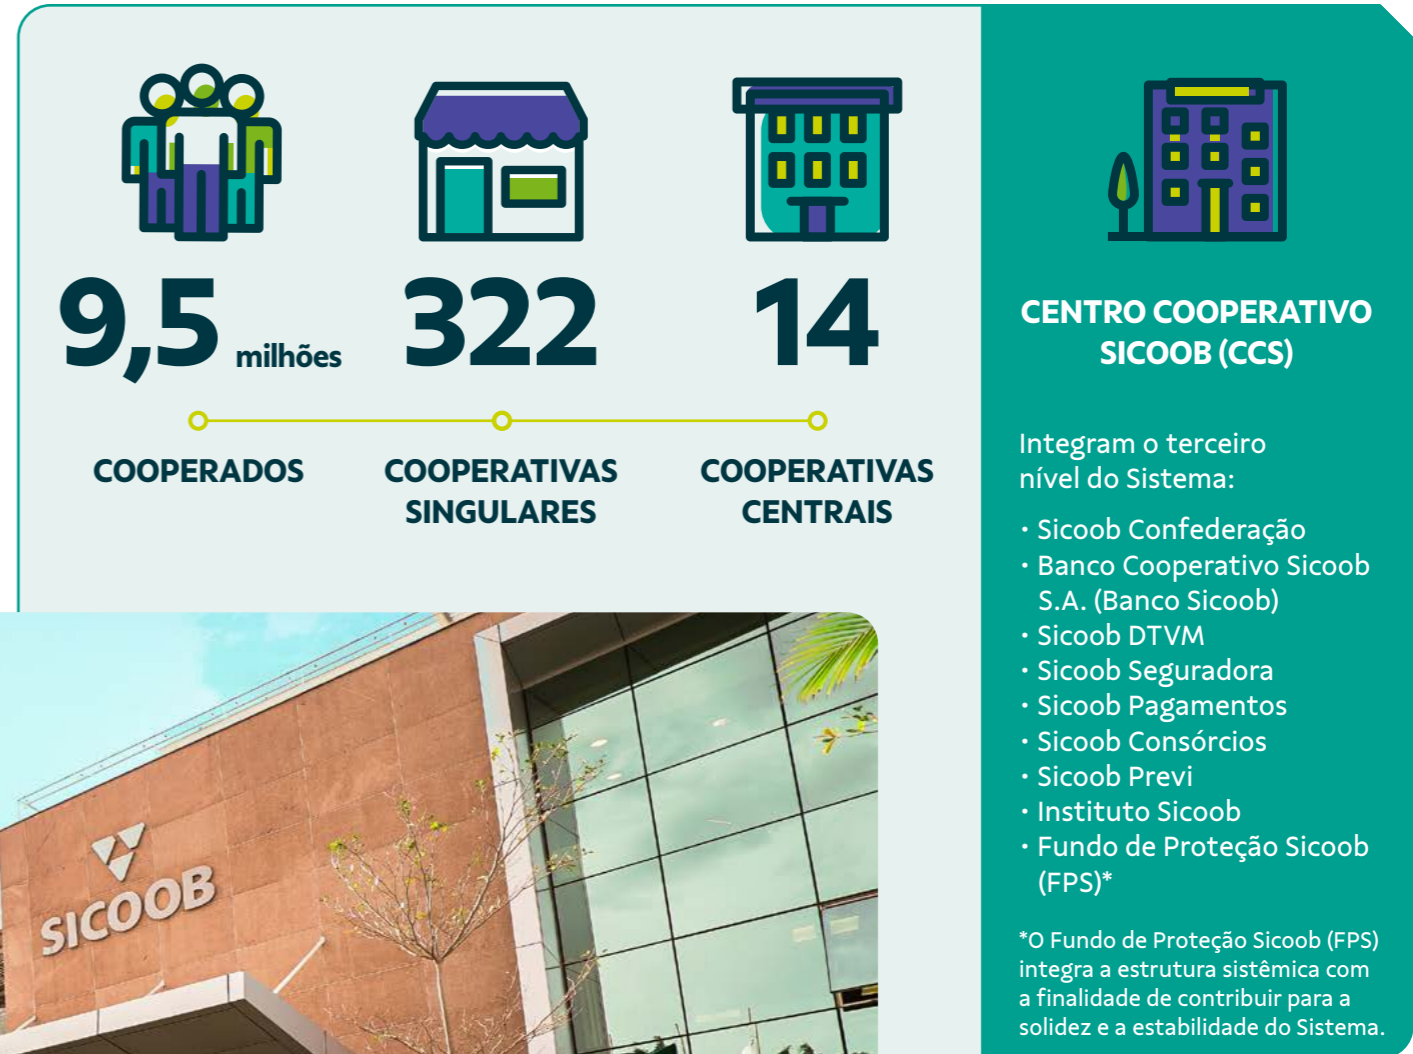 9,5 milhões
COOPERADOS
322
COOPERATIVAS
SINGULARES
14
COOPERATIVAS
CENTRAIS
SICOOB
CENTRO COOPERATIVO
SICOOB (CCS)
Integram o terceiro
nível do Sistema:
· Sicoob Confederação
· Banco Cooperativo Sicoob
S.A. (Banco Sicoob)
· Sicoob DTVM
· Sicoob Seguradora
· Sicoob Pagamentos
· Sicoob Consórcios
· Sicoob Previ
· Instituto Sicoob
· Fundo de Proteção Sicoob
(FPS)*
*O Fundo de Proteção Sicoob (FPS)
integra a estrutura sistêmica com
a finalidade de contribuir para a
solidez e a estabilidade do Sistema.